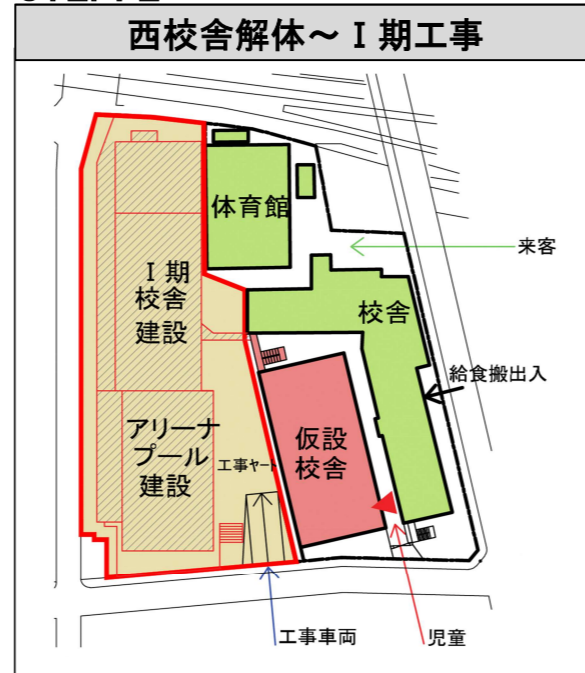 西校舎解体～Ⅰ期工事
体育館
来客
Ⅰ期
校舎
建設
校舎
給食搬出入
アリーナ
プール
建設
工事ヤード
仮設
校舎
工事車両
児童